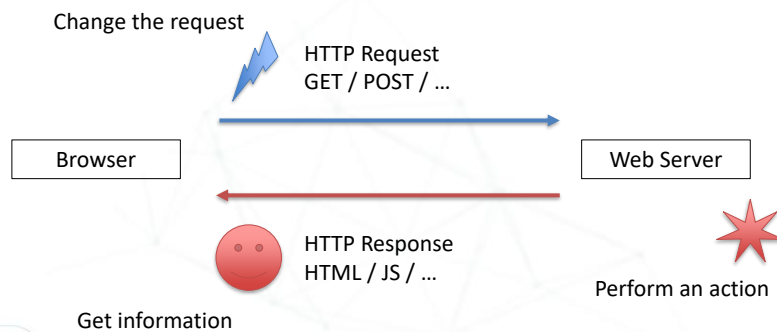 Change the request
HTTP Request
GET / POST / …
Browser
Web Server
HTTP Response
HTML / JS / …
Perform an action
Get information